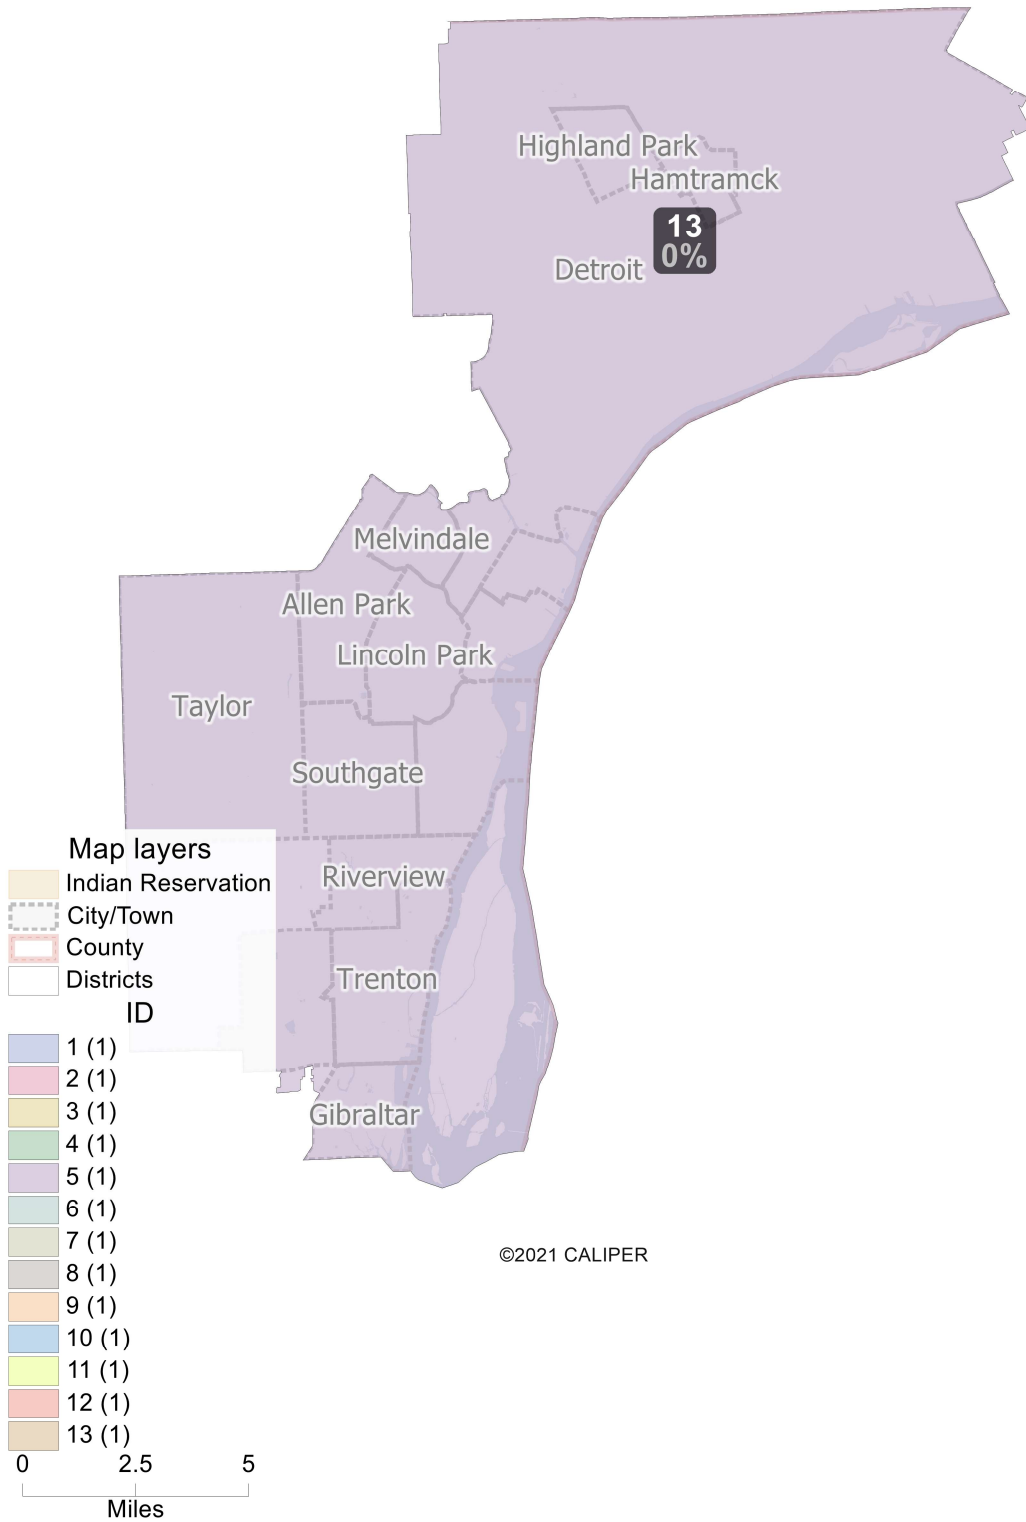 Highland Park
Hamtramck
13
0%
Detroit
Melvindale
Allen Park
Lincoln Park
Taylor
Southgate
Map layers
Indian Reservation
City/Town
County
Districts
Riverview
Trenton
Gibraltar
ID
1 (1)
2 (1)
3 (1)
4 (1)
5 (1)
6 (1)
7 (1)
8 (1)
9 (1)
10 (1)
11 (1)
12 (1)
13 (1)
0 2.5 5
Miles
©2021 CALIPER